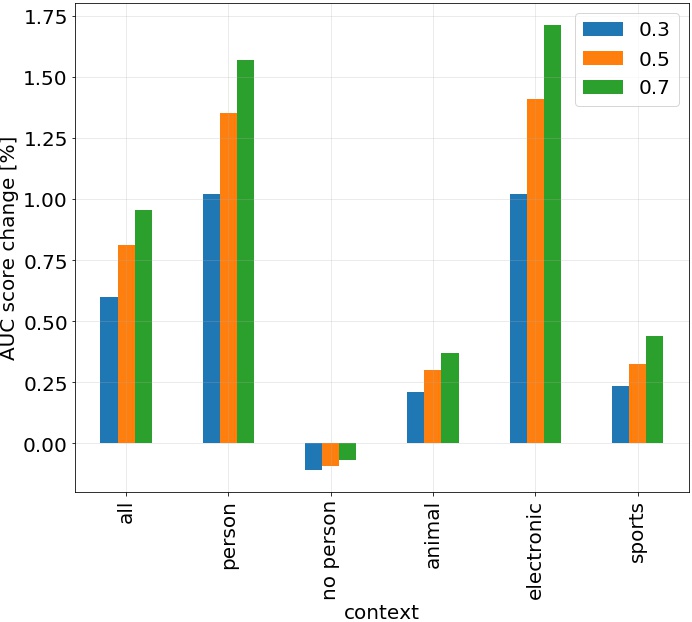 AUC score change [%]
1.75
1.50
1.25
1.00
0.75
0.50
0.25
0.00
0.3
0.5
0.7
all
person
no person
animal
electronic
sports
context